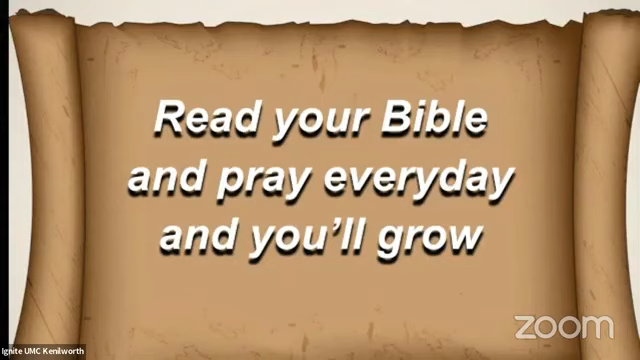 Read your Bible
and pray everyday
and you'll grow
Ignite UMC Kenilworth
zoom